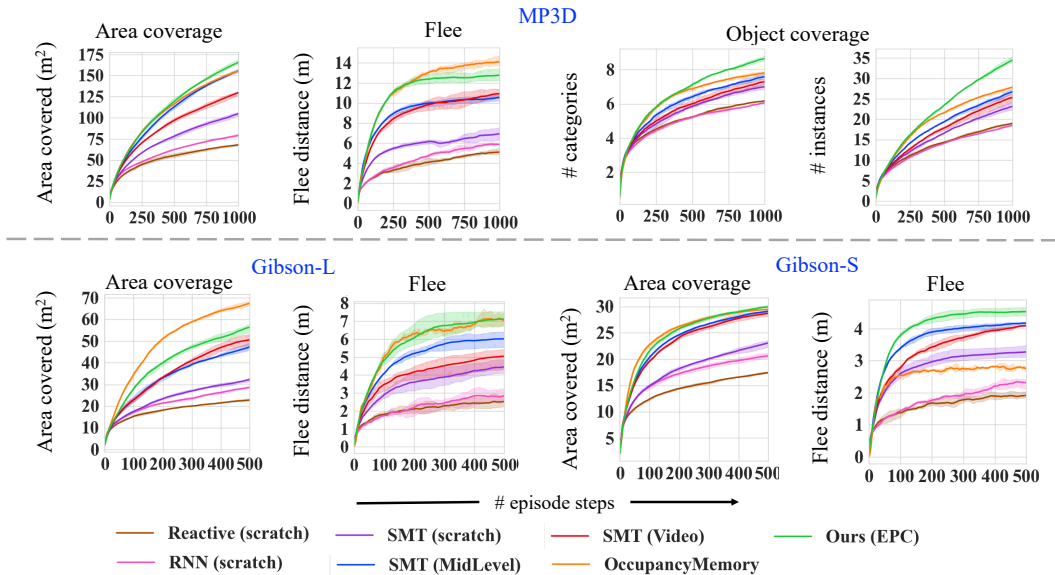 MP3D
Area coverage
Flee
Object coverage
Area covered (m²)
175
150
125
100
75
50
25
0
0 250 500 750 1000
Flee distance (m)
14
12
10
8
6
4
2
0
0 250 500 750 1000
# categories
8
6
4
2
0 250 500 750 1000
# instances
35
30
25
20
15
10
5
0
0 250 500 750 1000
Gibson-L
Gibson-S
Area coverage
Flee
Area coverage
Flee
Area covered (m²)
70
60
50
40
30
20
10
0
0 100 200 300 400 500
Flee distance (m)
8
7
6
5
4
3
2
1
0
0 100 200 300 400 500
Area covered (m²)
30
25
20
15
10
5
0 100 200 300 400 500
Flee distance (m)
4
3
2
1
0
0 100 200 300 400 500
# episode steps
Reactive (scratch)
SMT (scratch)
SMT (Video)
Ours (EPC)
RNN (scratch)
SMT (MidLevel)
OccupancyMemory